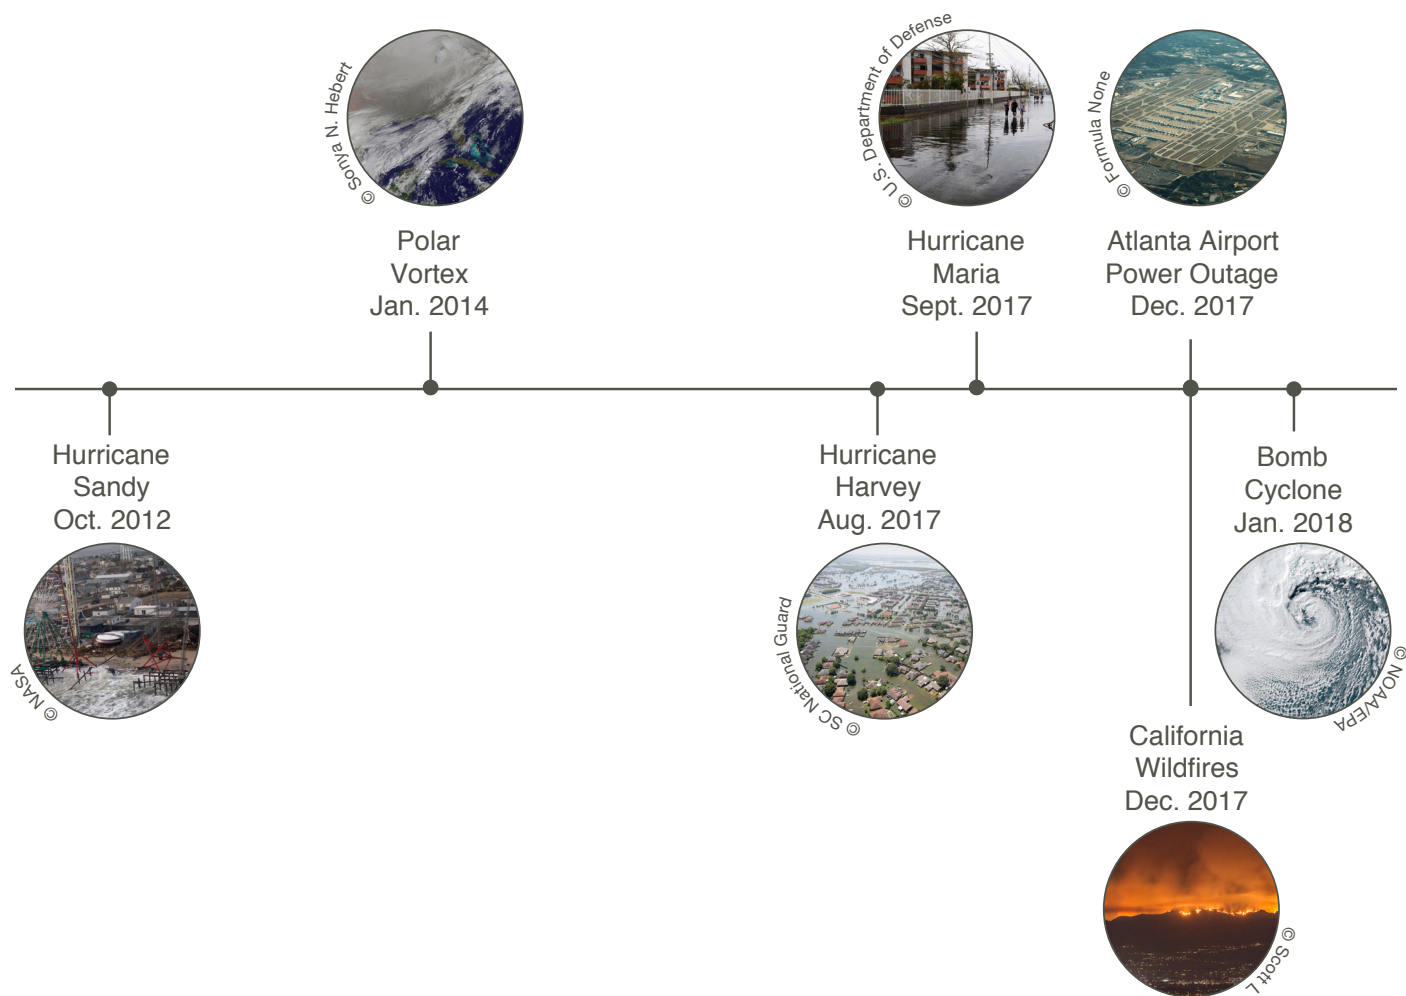 © Sonya N. Hebert
Polar
Vortex
Jan. 2014
© U.S. Department of Defense
Hurricane
Maria
Sept. 2017
© Formula None
Atlanta Airport
Power Outage
Dec. 2017
Hurricane
Sandy
Oct. 2012
© NASA
Hurricane
Harvey
Aug. 2017
© SC National Guard
Bomb
Cyclone
Jan. 2018
© NOAA/EPA
California
Wildfires
Dec. 2017
© Scott L